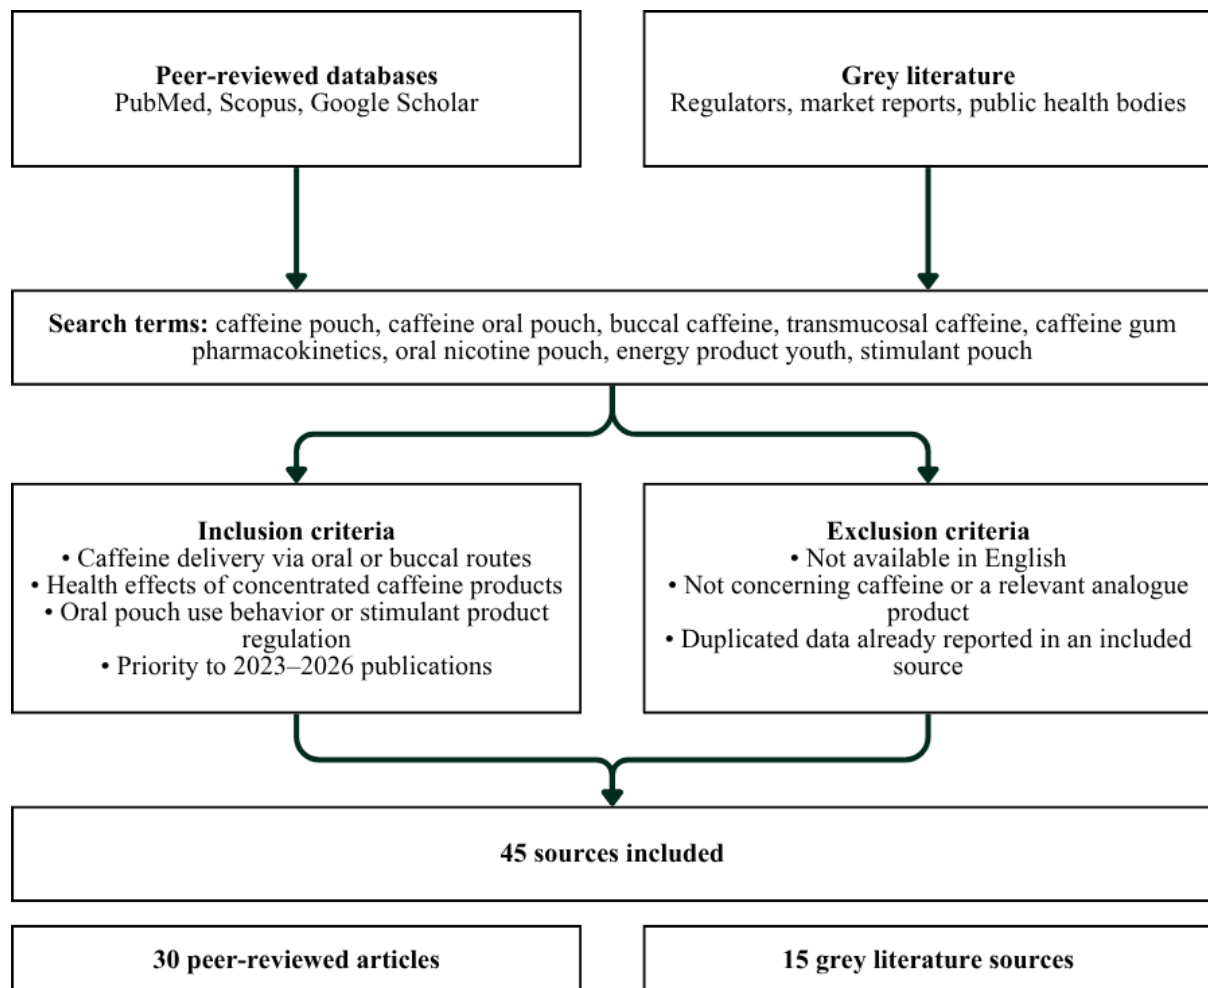 Peer-reviewed databases
PubMed, Scopus, Google Scholar
Grey literature
Regulators, market reports, public health bodies
Search terms: caffeine pouch, caffeine oral pouch, buccal caffeine, transmucosal caffeine, caffeine gum
pharmacokinetics, oral nicotine pouch, energy product youth, stimulant pouch
Inclusion criteria
• Caffeine delivery via oral or buccal routes
• Health effects of concentrated caffeine products
• Oral pouch use behavior or stimulant product
regulation
• Priority to 2023–2026 publications
Exclusion criteria
• Not available in English
• Not concerning caffeine or a relevant analogue
product
• Duplicated data already reported in an included
source
45 sources included
30 peer-reviewed articles
15 grey literature sources